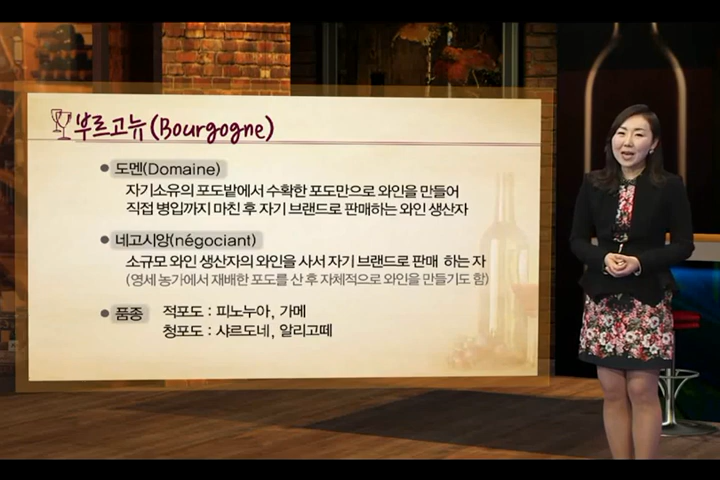 부르고뉴(Bourgogne)
도멘(Domaine)
자기소유의 포도밭에서 수확한 포도만으로 와인을 만들어
직접 병입까지 마친 후 자기 브랜드로 판매하는 와인 생산자
네고시앙(négociant)
소규모 와인 생산자의 와인을 사서 자기 브랜드로 판매 하는 자
(영세 농가에서 재배한 포도를 산 후 자체적으로 와인을 만들기도 함)
품종 적포도 : 피노누아, 가메
청포도 : 샤르도네, 알리고떼